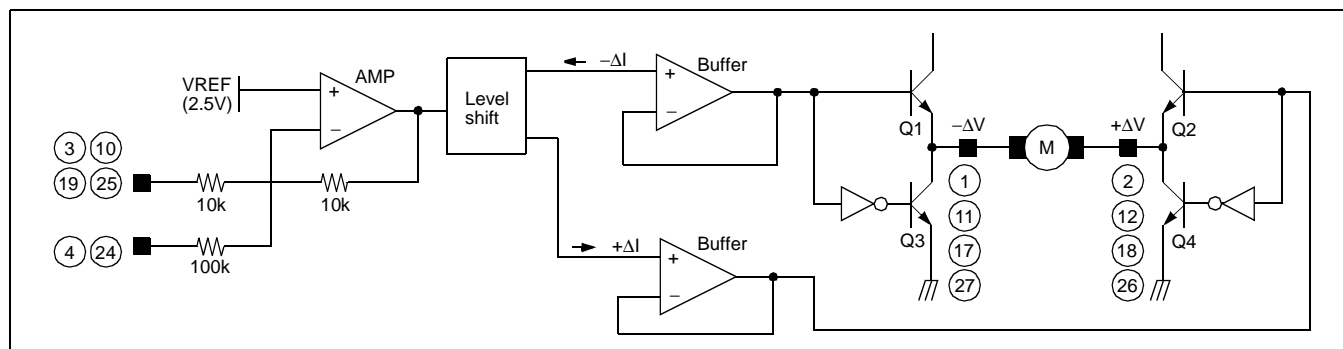 VREF
(2.5V)
AMP
+
−
Level
shift
−ΔI
+ΔI
Buffer
+
−
Buffer
+
−
3 10
19 25
10k
10k
4 24
100k
Q1
Q2
Q3
Q4
−ΔV
M
+ΔV
1
11
17
27
2
12
18
26